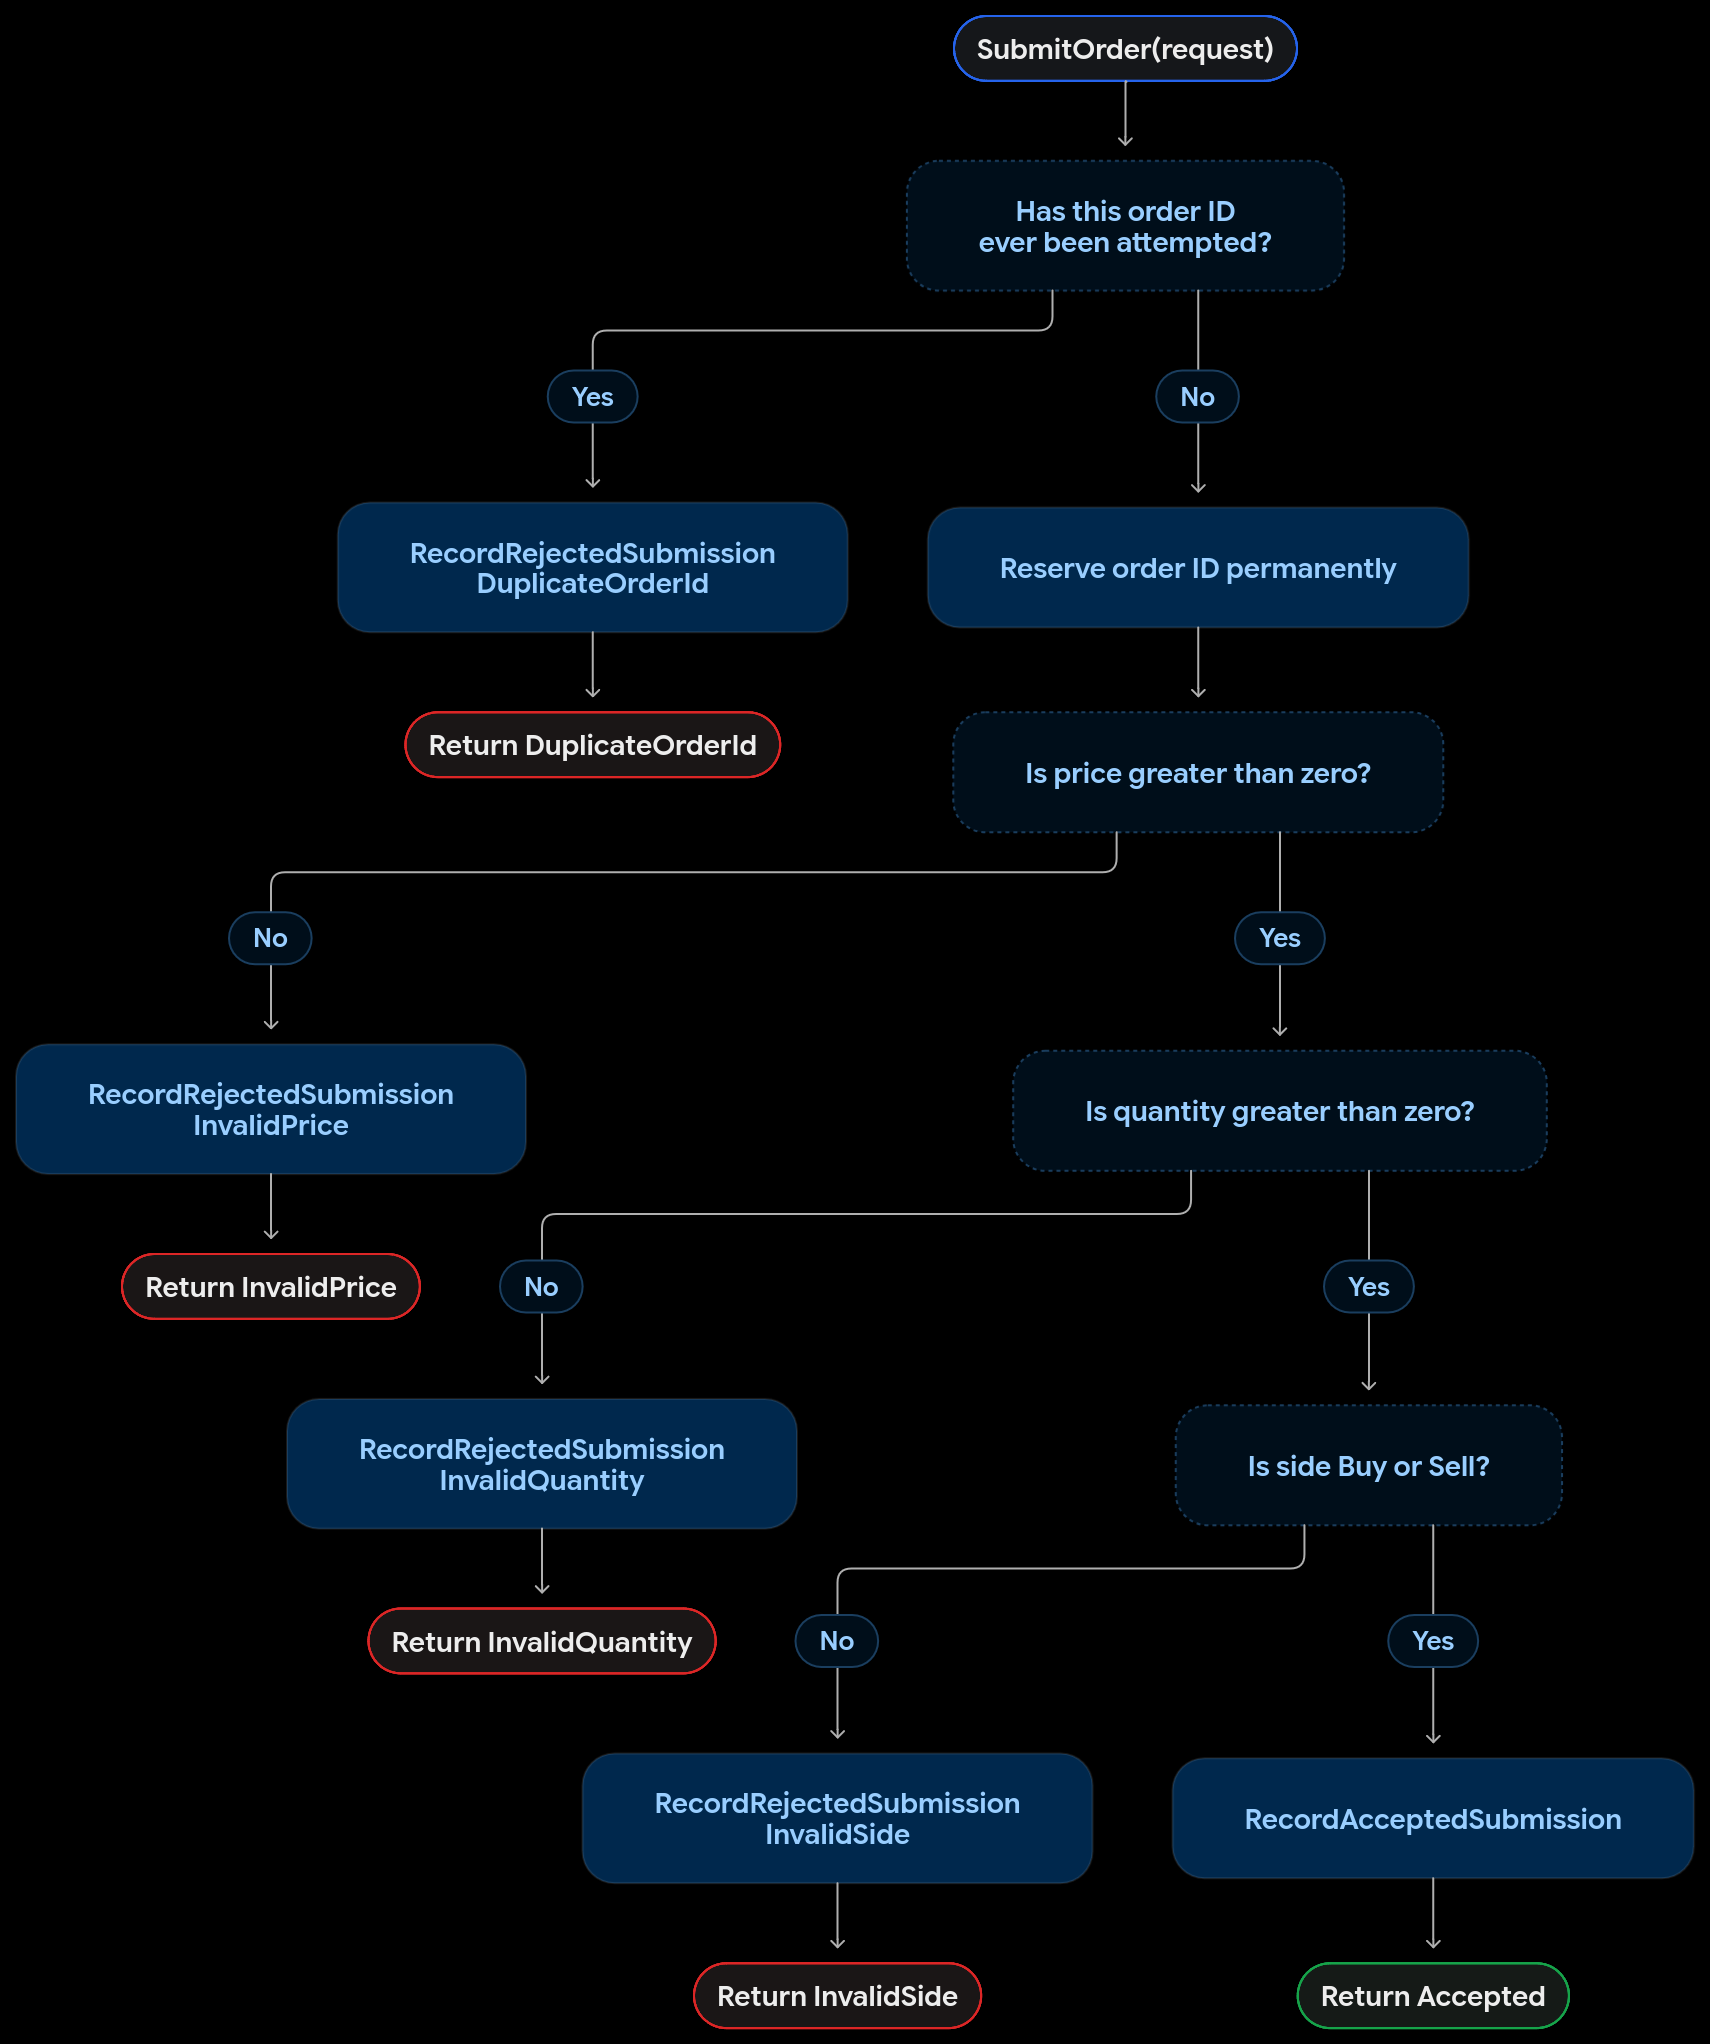 SubmitOrder(request)
Has this order ID
ever been attempted?
Yes
No
RecordRejectedSubmission
DuplicateOrderId
Reserve order ID permanently
Return DuplicateOrderId
Is price greater than zero?
No
Yes
RecordRejectedSubmission
InvalidPrice
Is quantity greater than zero?
Return InvalidPrice
No
Yes
RecordRejectedSubmission
InvalidQuantity
Is side Buy or Sell?
Return InvalidQuantity
No
Yes
RecordRejectedSubmission
InvalidSide
RecordAcceptedSubmission
Return InvalidSide
Return Accepted